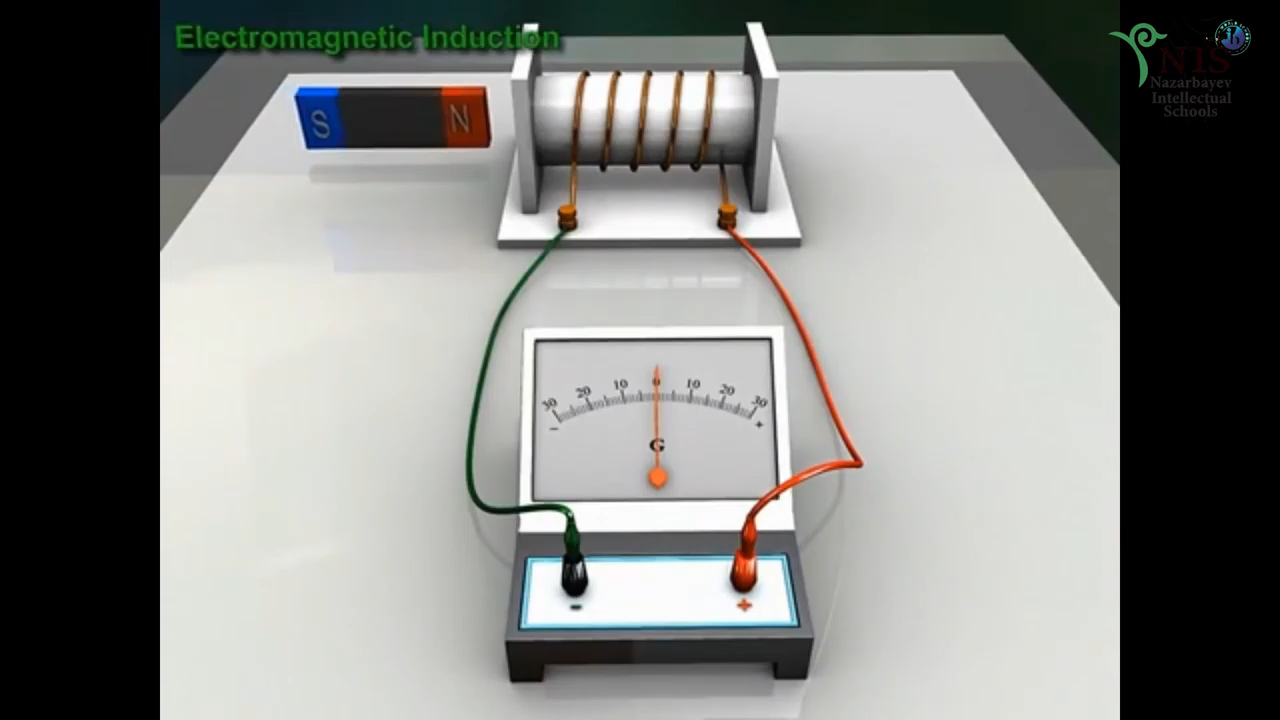 Electromagnetic Induction
NIS
Nazarbayev
Intellectual
Schools
S
N
30 20 10 0 10 20 30
- +
G
- +